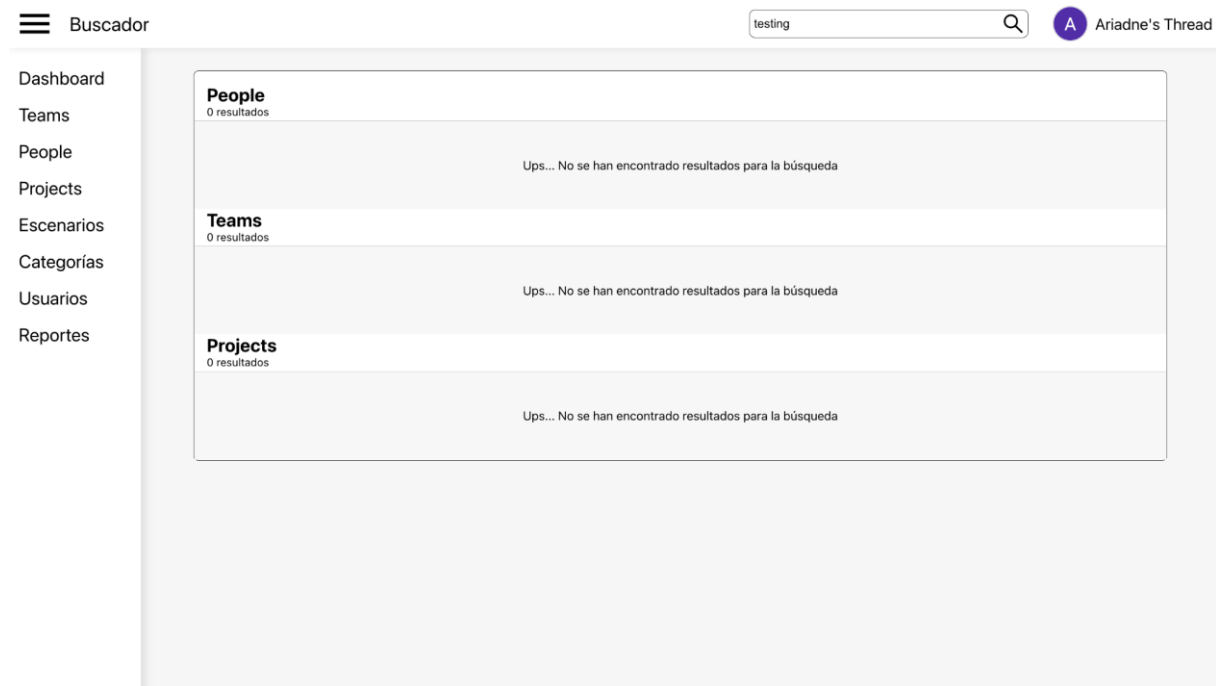 Buscador
testing
A
Ariadne's Thread
Dashboard
Teams
People
Projects
Escenarios
Categorías
Usuarios
Reportes
People
0 resultados
Ups... No se han encontrado resultados para la búsqueda
Teams
0 resultados
Ups... No se han encontrado resultados para la búsqueda
Projects
0 resultados
Ups... No se han encontrado resultados para la búsqueda